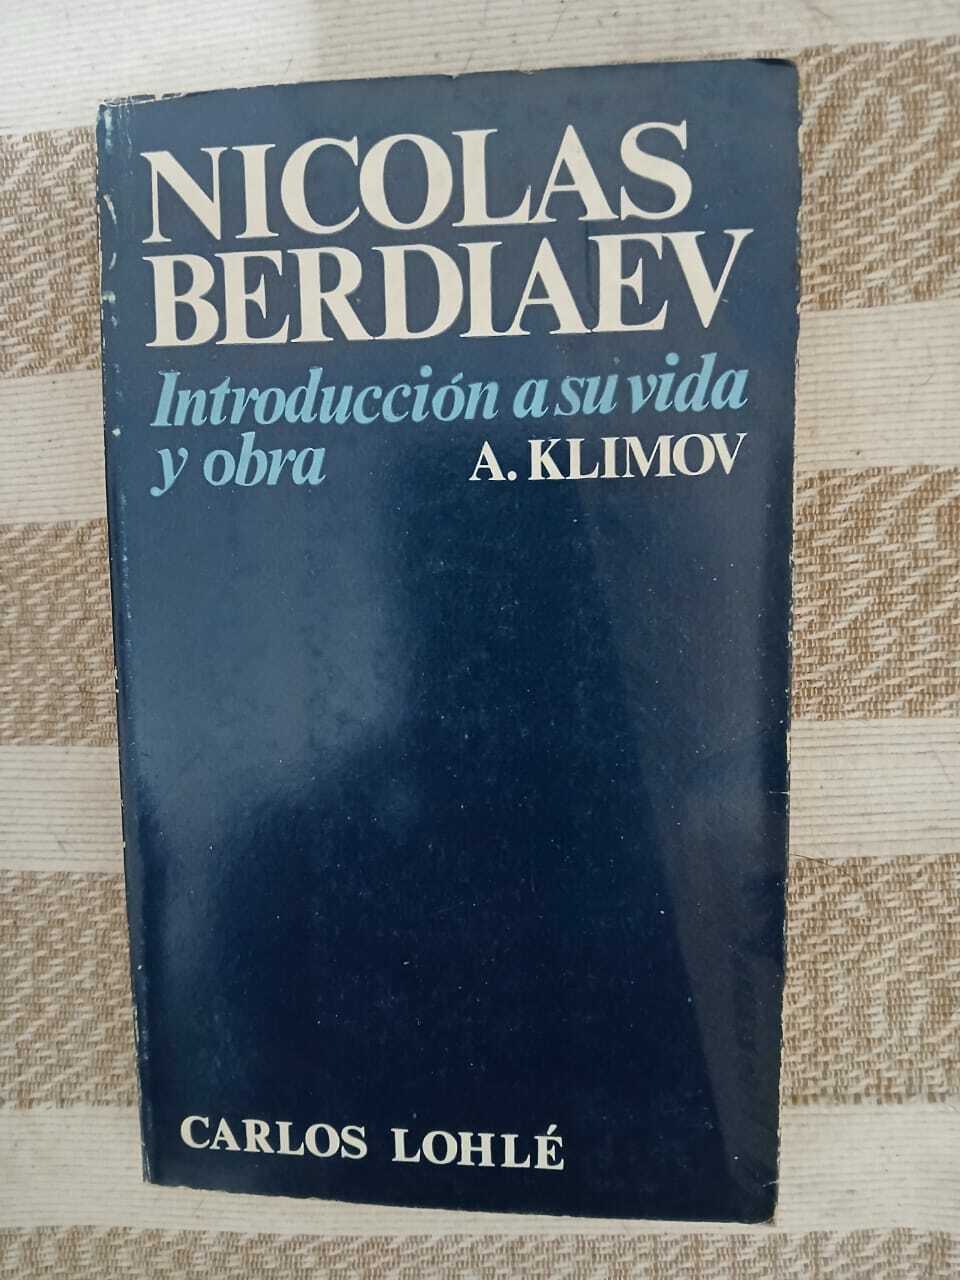 NICOLAS
BERDIAEV
Introducción a su vida
y obra A. KLIMOV
CARLOS LOHLÉ